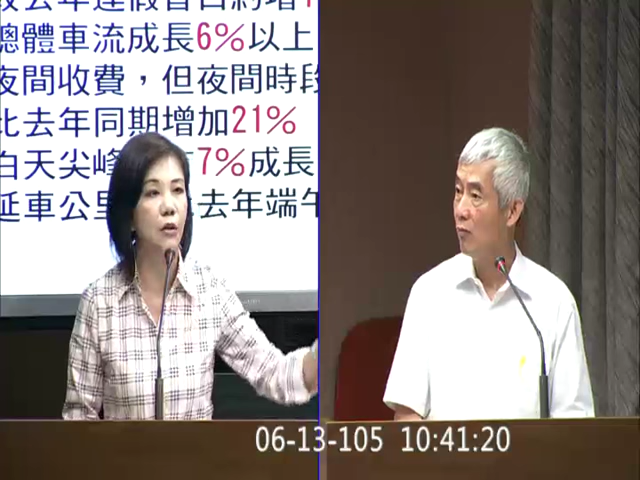 去年連假首日約增
總體車流成長6%以上
夜間收費，但夜間時段
比去年同期增加21%
白天尖峰 7%成長
延車公里 去年端午
06-13-105 10:41:20